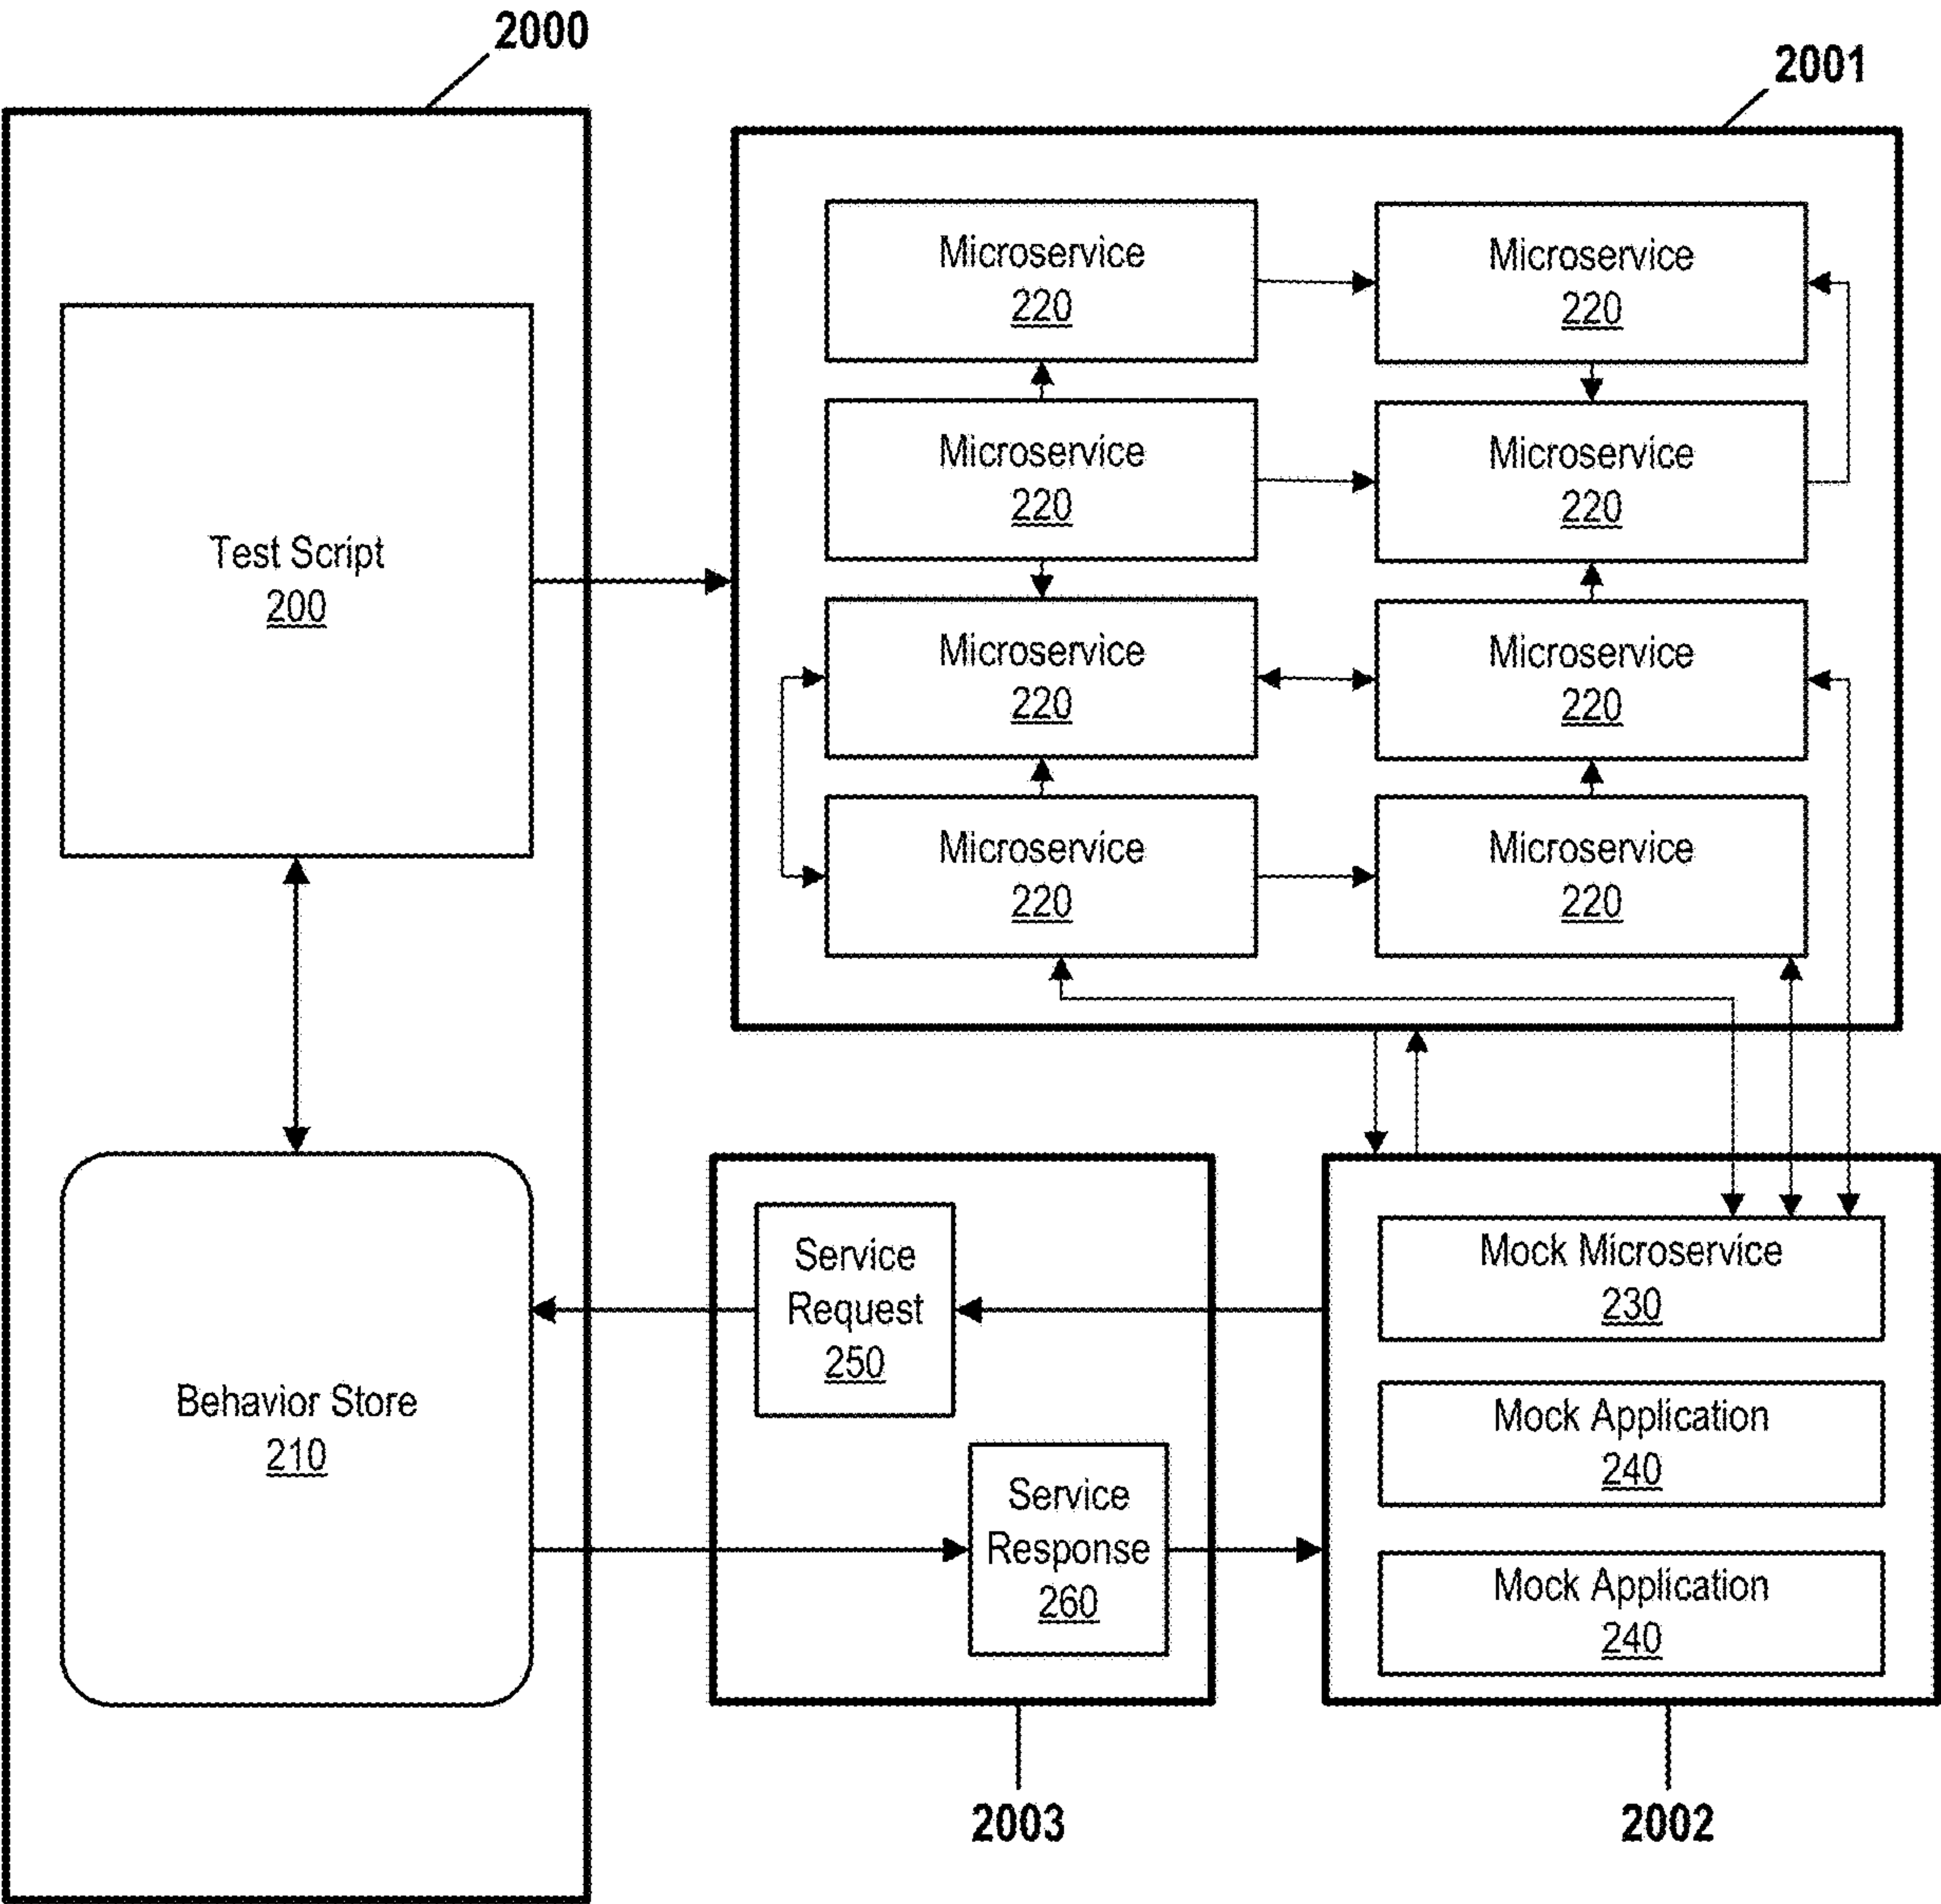 2000
2001
Microservice
220
Microservice
220
Microservice
220
Microservice
220
Test Script
200
Microservice
220
Microservice
220
Microservice
220
Microservice
220
Service
Request
250
Mock Microservice
230
Behavior Store
210
Mock Application
240
Service
Response
260
Mock Application
240
2003
2002